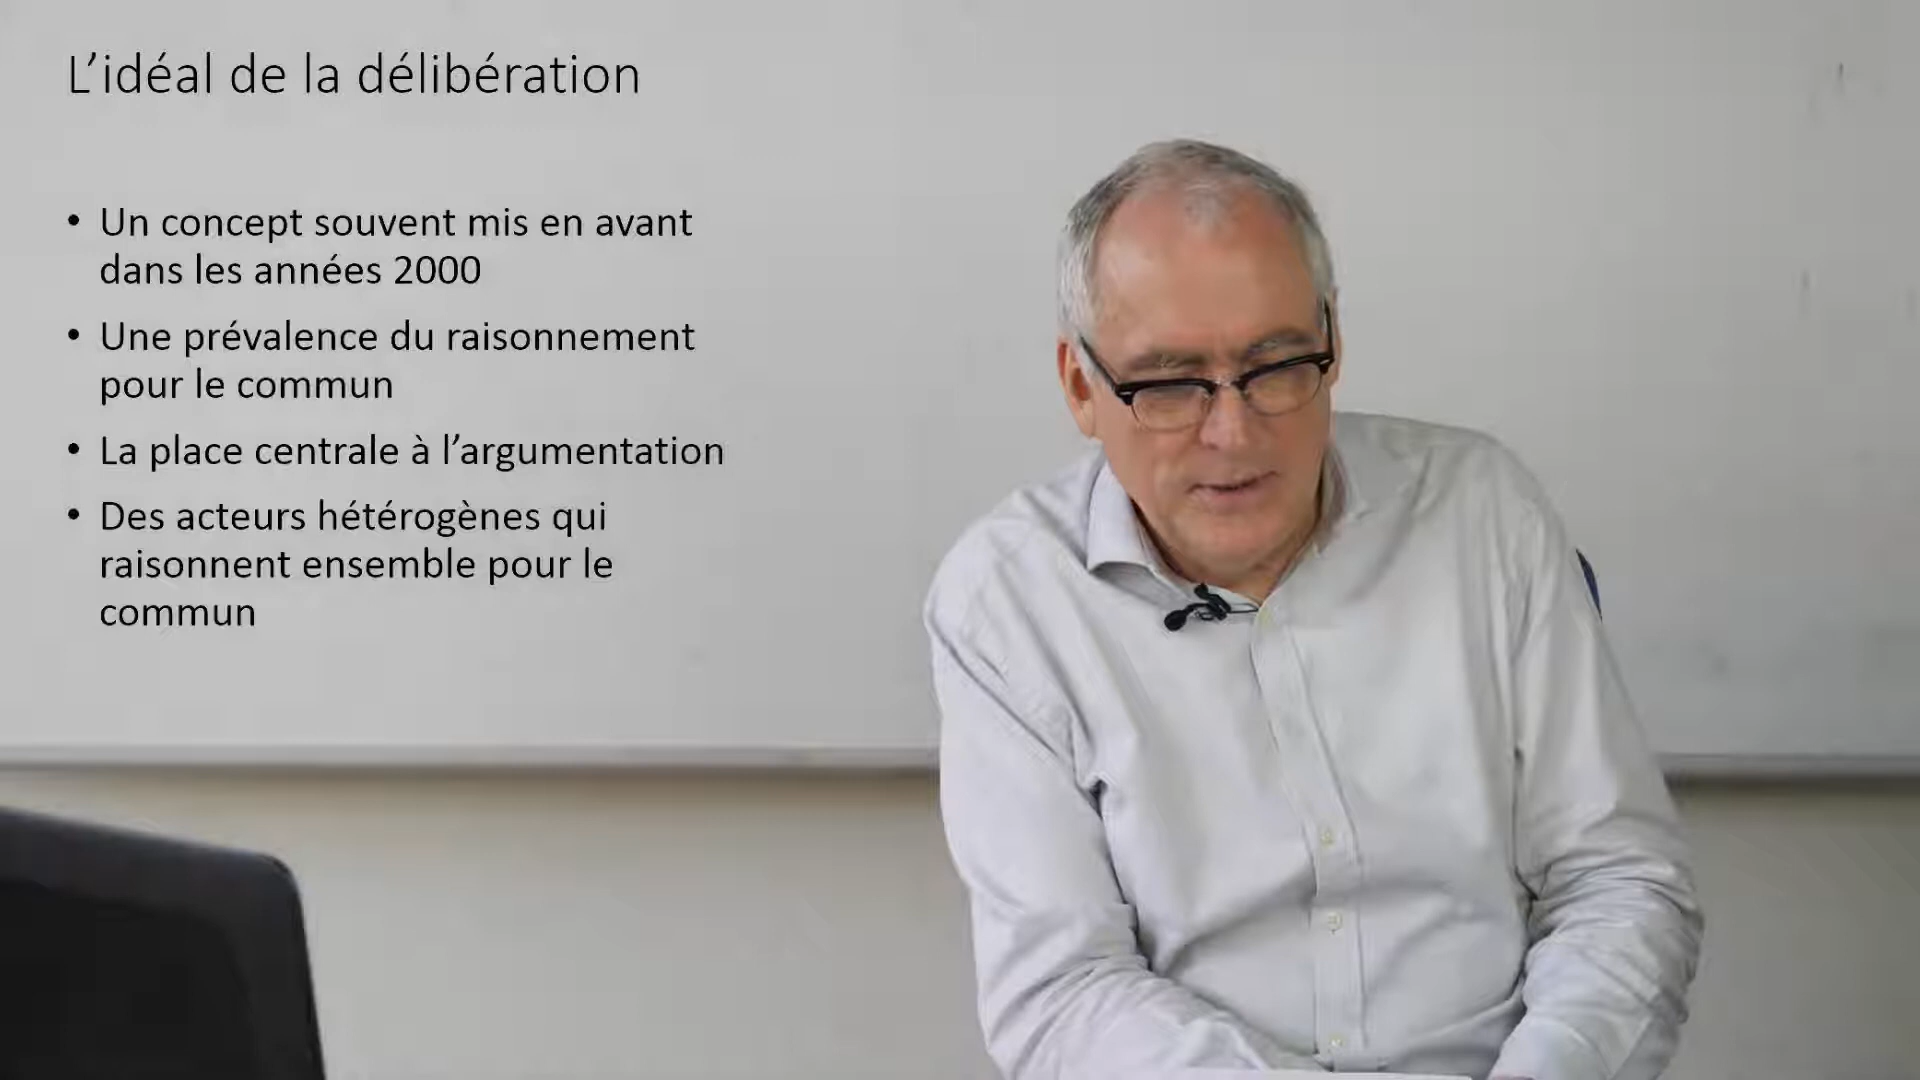 L’idéal de la délibération
• Un concept souvent mis en avant
dans les années 2000
• Une prévalence du raisonnement
pour le commun
• La place centrale à l’argumentation
• Des acteurs hétérogènes qui
raisonnent ensemble pour le
commun